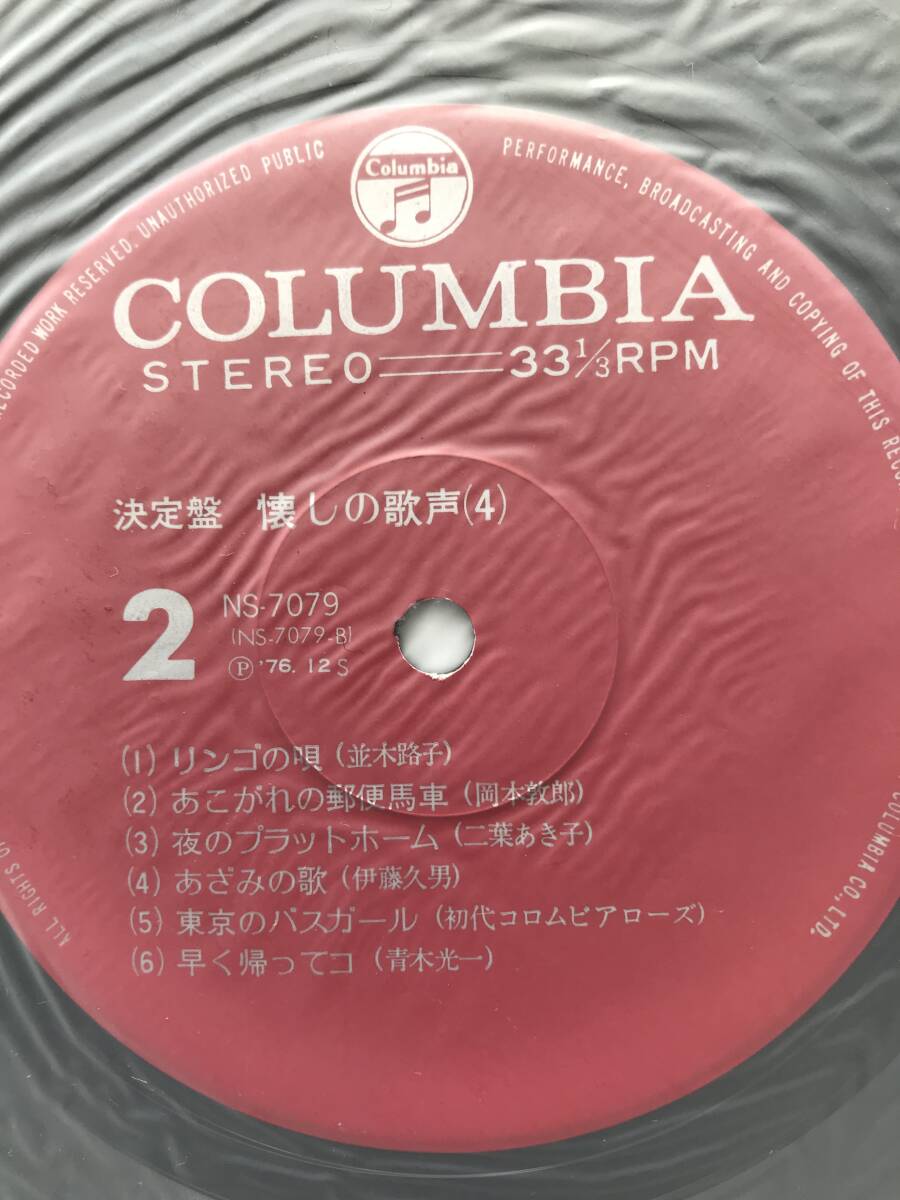 Columbia
ALL RIGHTS OF
RECORDED WORK RESERVED. UNAUTHORIZED PUBLIC
PERFORMANCE, BROADCASTING AND COPYING OF THIS RECO
COLUMBIA CO., LTD.
COLUMBIA
STEREO 33 1/3 RPM
決定盤 懐しの歌声(4)
2
NS-7079
(NS-7079-B)
Ⓟ '76. 12 S
(1) リンゴの唄 (並木路子)
(2) あこがれの郵便馬車 (岡本敦郎)
(3) 夜のプラットホーム (二葉あき子)
(4) あざみの歌 (伊藤久男)
(5) 東京のバスガール (初代コロムビアローズ)
(6) 早く帰ってコ (青木光一)